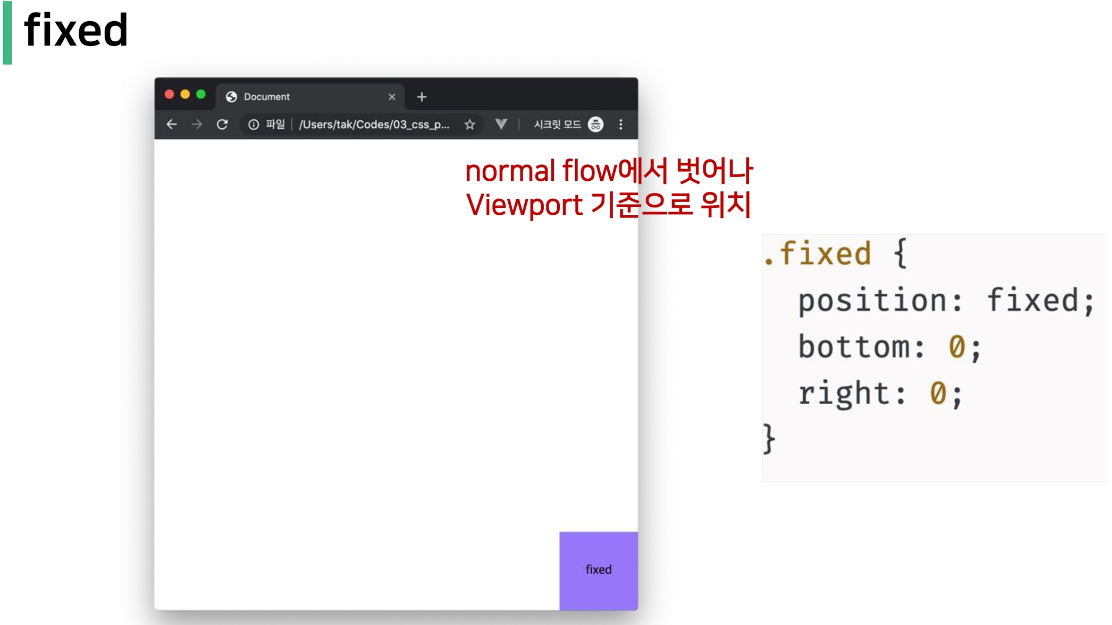 fixed
Document
파일 /Users/tak/Codes/03_css_p... 시크릿 모드
normal flow에서 벗어나
Viewport 기준으로 위치
.fixed {
position: fixed;
bottom: 0;
right: 0;
}
fixed